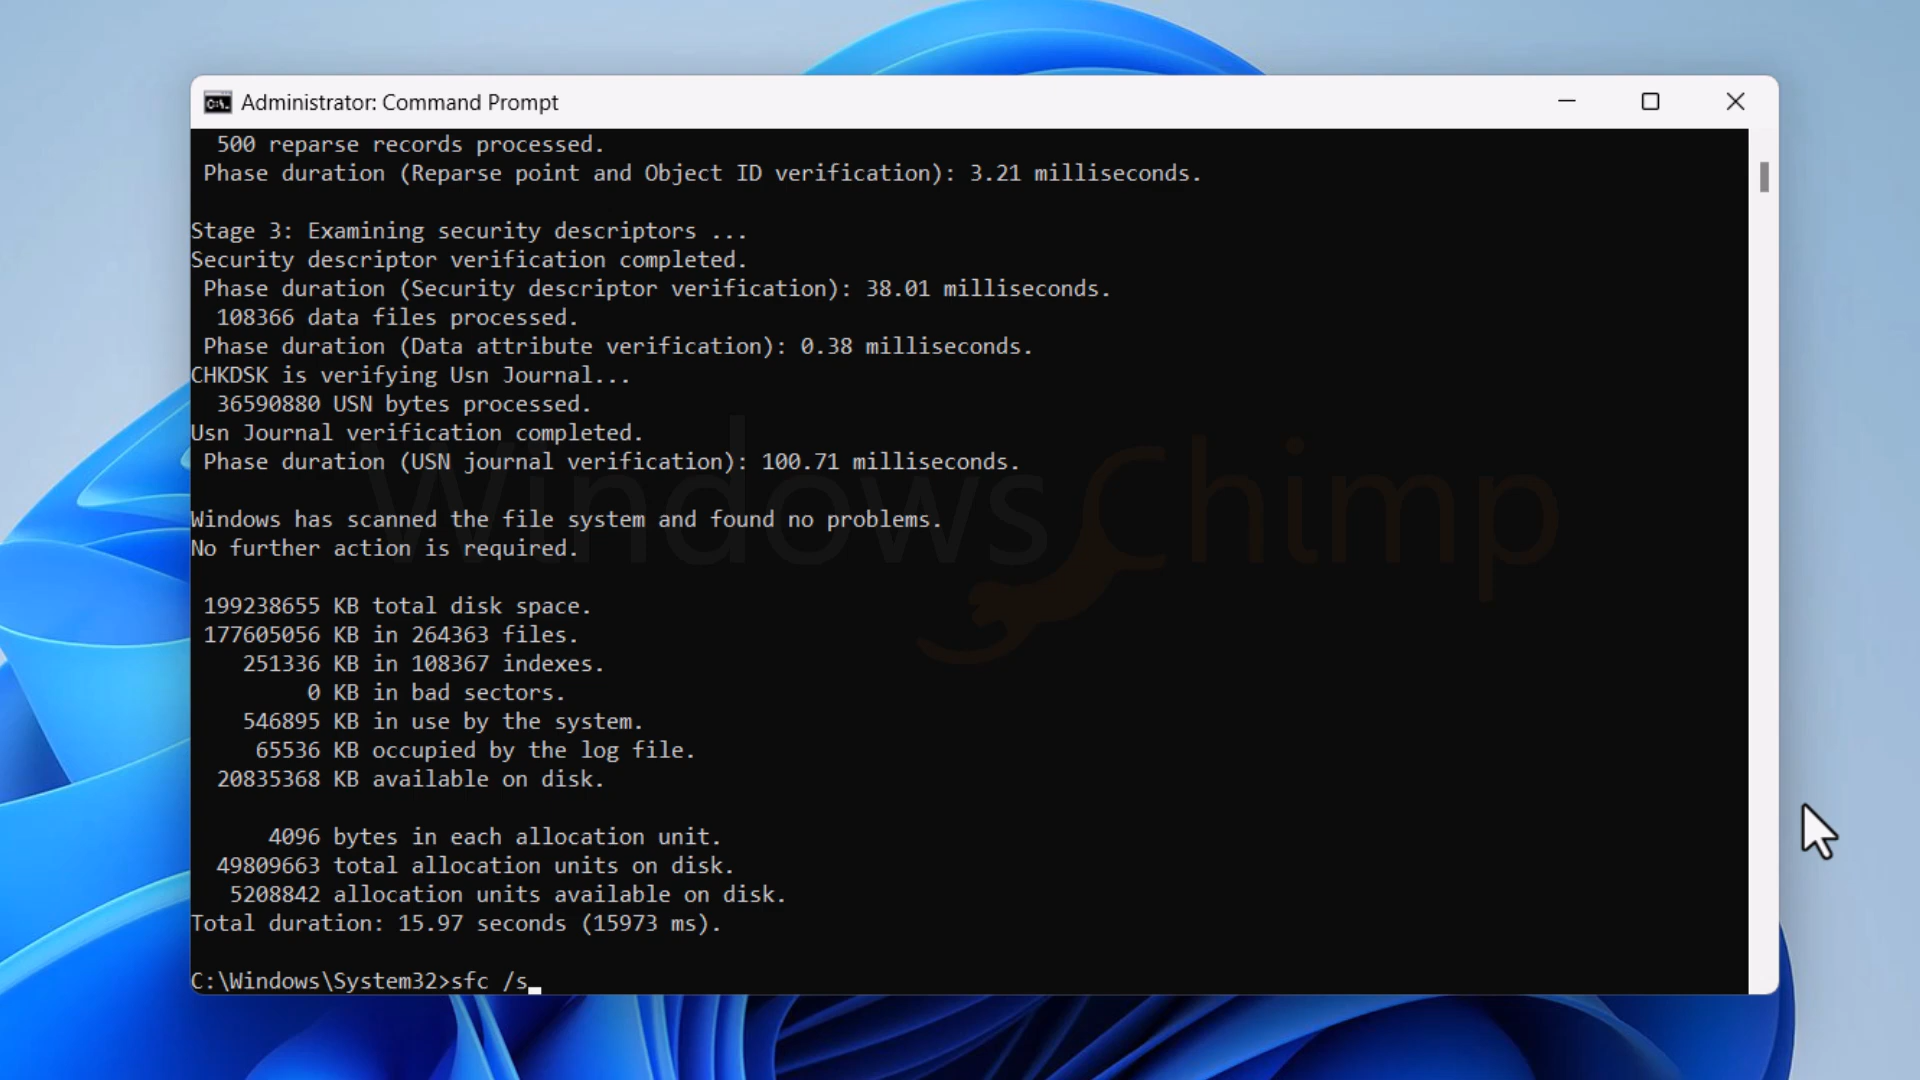 Administrator: Command Prompt
500 reparse records processed.
Phase duration (Reparse point and Object ID verification): 3.21 milliseconds.
Stage 3: Examining security descriptors ...
Security descriptor verification completed.
Phase duration (Security descriptor verification): 38.01 milliseconds.
108366 data files processed.
Phase duration (Data attribute verification): 0.38 milliseconds.
CHKDSK is verifying Usn Journal...
36590880 USN bytes processed.
Usn Journal verification completed.
Phase duration (USN journal verification): 100.71 milliseconds.
Windows Chimp
Windows has scanned the file system and found no problems.
No further action is required.
199238655 KB total disk space.
177605056 KB in 264363 files.
251336 KB in 108367 indexes.
0 KB in bad sectors.
546895 KB in use by the system.
65536 KB occupied by the log file.
20835368 KB available on disk.
4096 bytes in each allocation unit.
49809663 total allocation units on disk.
5208842 allocation units available on disk.
Total duration: 15.97 seconds (15973 ms).
C:\Windows\System32>sfc /s